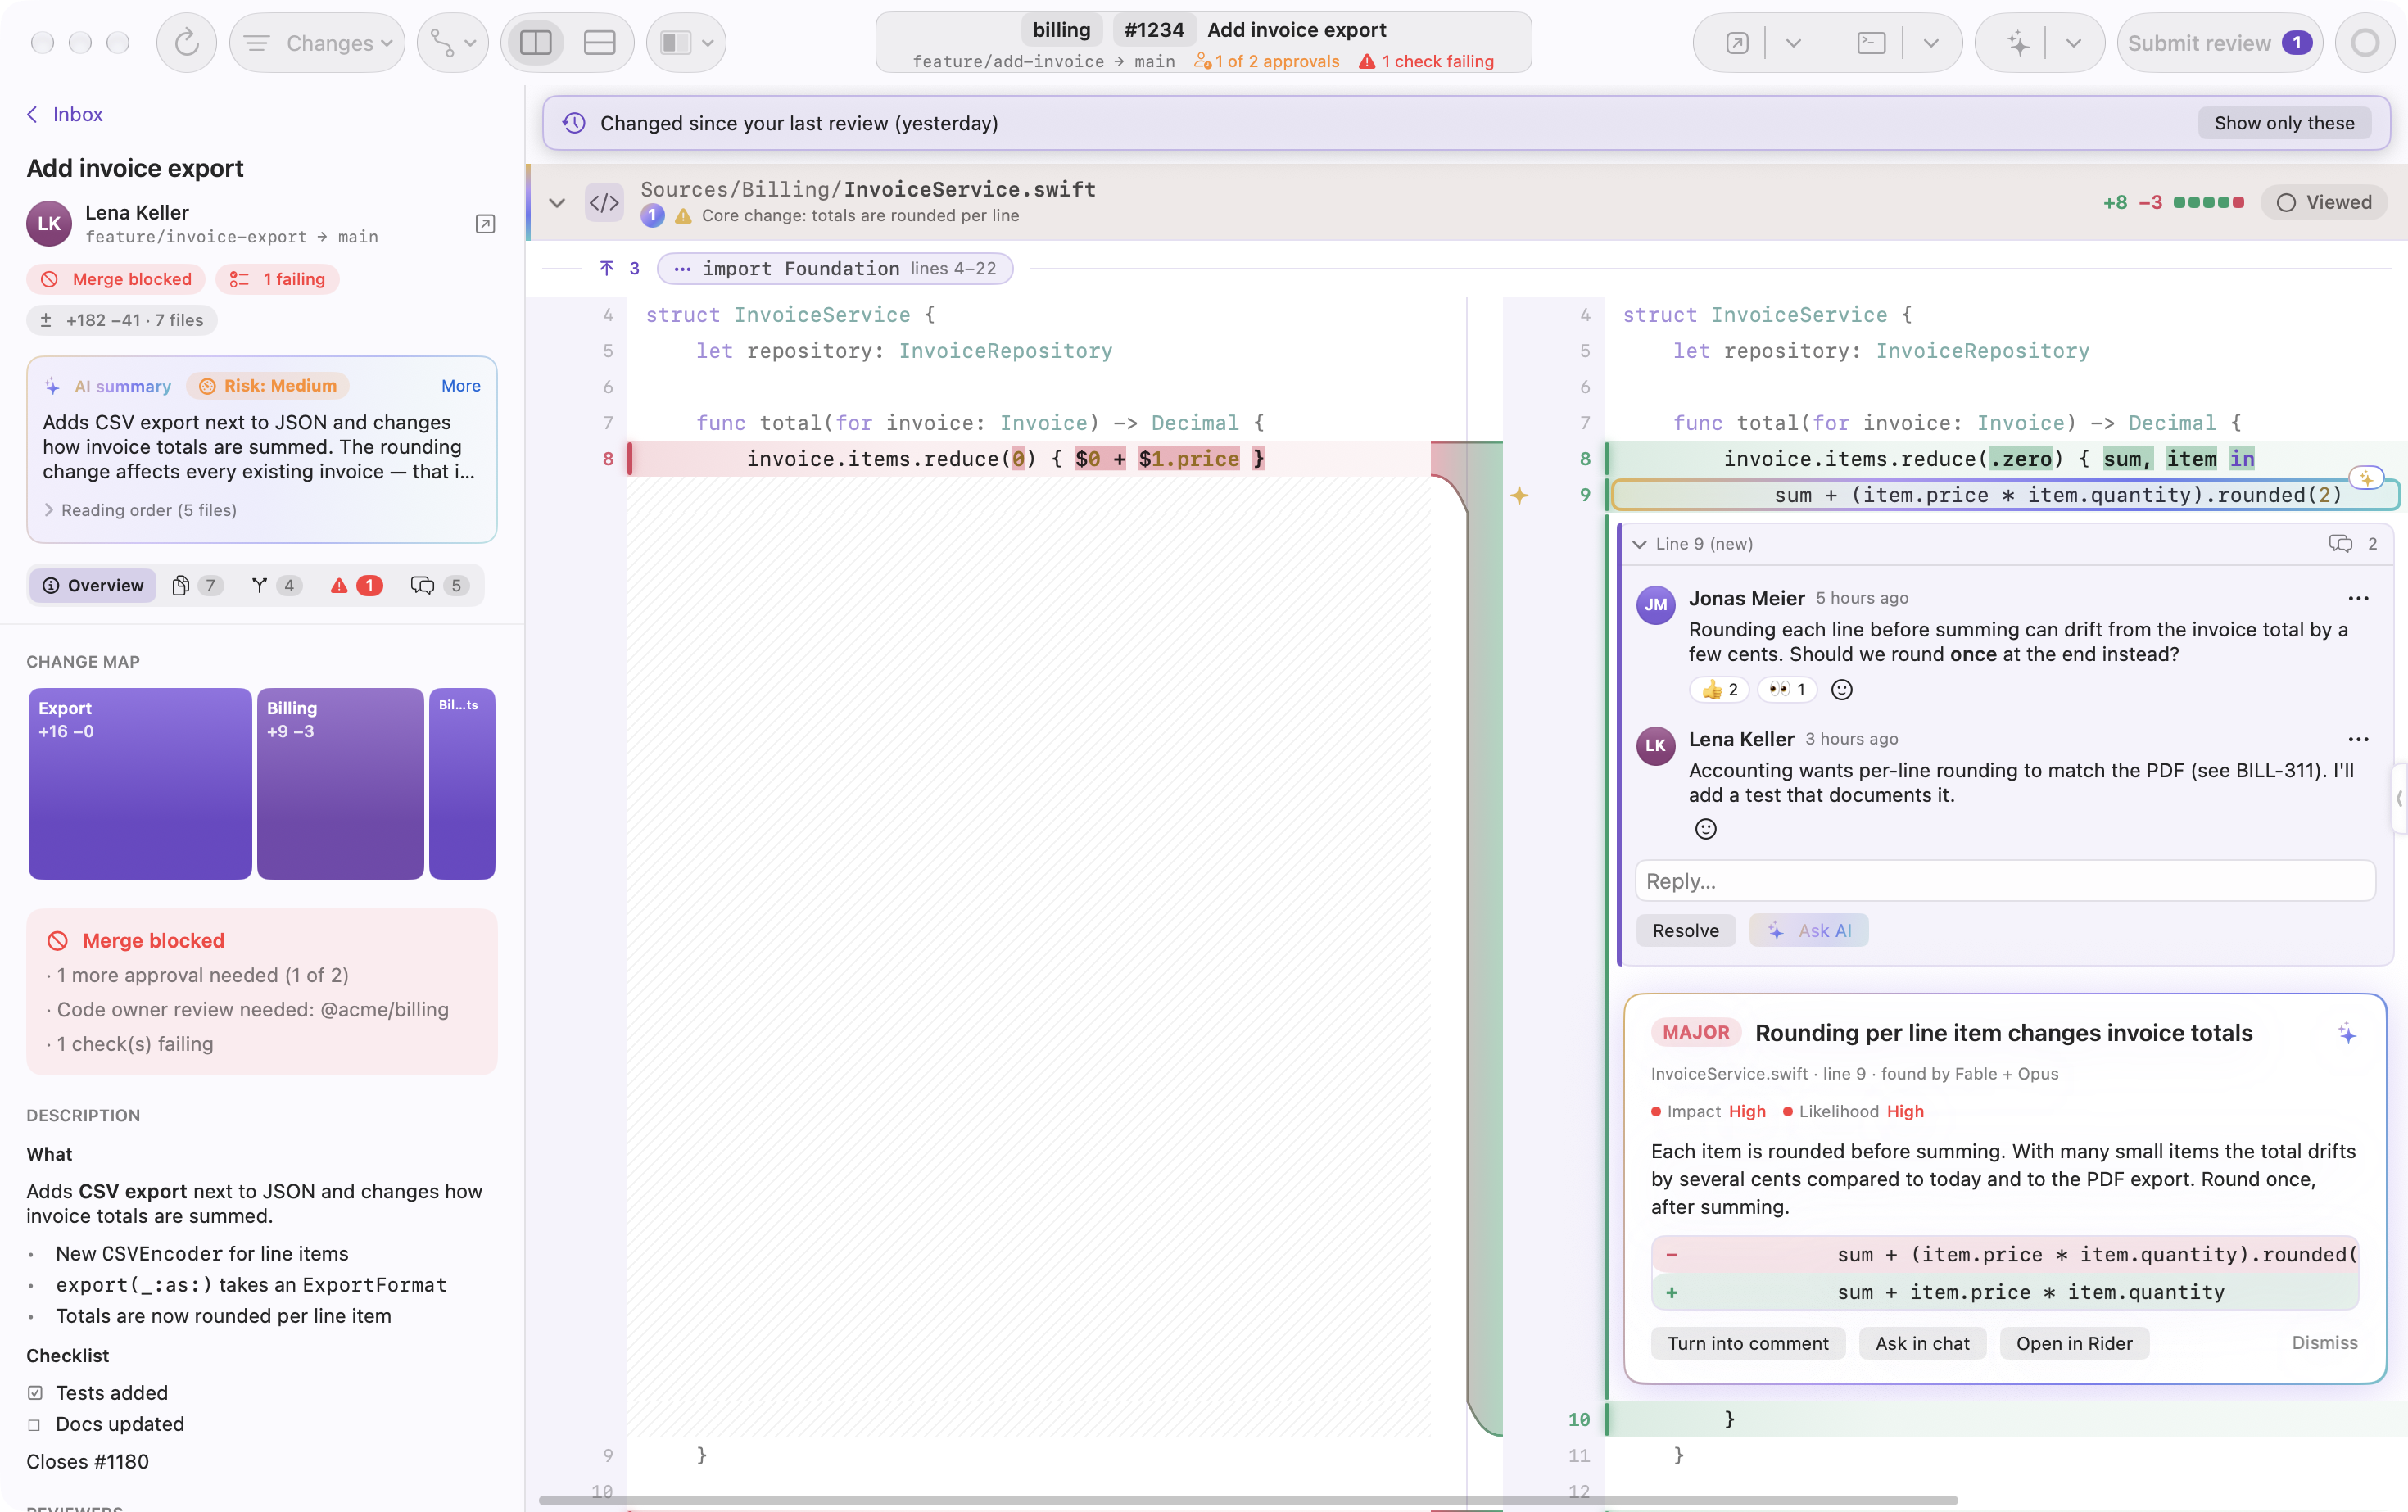 Changes
billing #1234 Add invoice export
feature/add-invoice → main 1 of 2 approvals 1 check failing
Submit review 1
Inbox
Add invoice export
LK Lena Keller
feature/invoice-export → main
Merge blocked 1 failing
± +182 −41 · 7 files
AI summary Risk: Medium More
Adds CSV export next to JSON and changes
how invoice totals are summed. The rounding
change affects every existing invoice — that i...
Reading order (5 files)
Overview 7 4 1 5
CHANGE MAP
Export
+16 −0
Billing
+9 −3
Bil...ts
Merge blocked
· 1 more approval needed (1 of 2)
· Code owner review needed: @acme/billing
· 1 check(s) failing
DESCRIPTION
What
Adds CSV export next to JSON and changes how
invoice totals are summed.
• New CSVEncoder for line items
• export(_:as:) takes an ExportFormat
• Totals are now rounded per line item
Checklist
Tests added
Docs updated
Closes #1180
REVIEWERS
Changed since your last review (yesterday) Show only these
</> Sources/Billing/InvoiceService.swift
1 Core change: totals are rounded per line
+8 −3 Viewed
3 ··· import Foundation lines 4–22
4 struct InvoiceService {
5 let repository: InvoiceRepository
6
7 func total(for invoice: Invoice) -> Decimal {
8 invoice.items.reduce(0) { $0 + $1.price }
9 }
10
4 struct InvoiceService {
5 let repository: InvoiceRepository
6
7 func total(for invoice: Invoice) -> Decimal {
8 invoice.items.reduce(.zero) { sum, item in
9 sum + (item.price * item.quantity).rounded(2)
Line 9 (new) 2
JM Jonas Meier 5 hours ago
Rounding each line before summing can drift from the invoice total by a
few cents. Should we round once at the end instead?
👍 2 👀 1
LK Lena Keller 3 hours ago
Accounting wants per-line rounding to match the PDF (see BILL-311). I'll
add a test that documents it.
Reply...
Resolve Ask AI
MAJOR Rounding per line item changes invoice totals
InvoiceService.swift · line 9 · found by Fable + Opus
Impact High Likelihood High
Each item is rounded before summing. With many small items the total drifts
by several cents compared to today and to the PDF export. Round once,
after summing.
− sum + (item.price * item.quantity).rounded(
+ sum + item.price * item.quantity
Turn into comment Ask in chat Open in Rider Dismiss
10 }
11 }
12